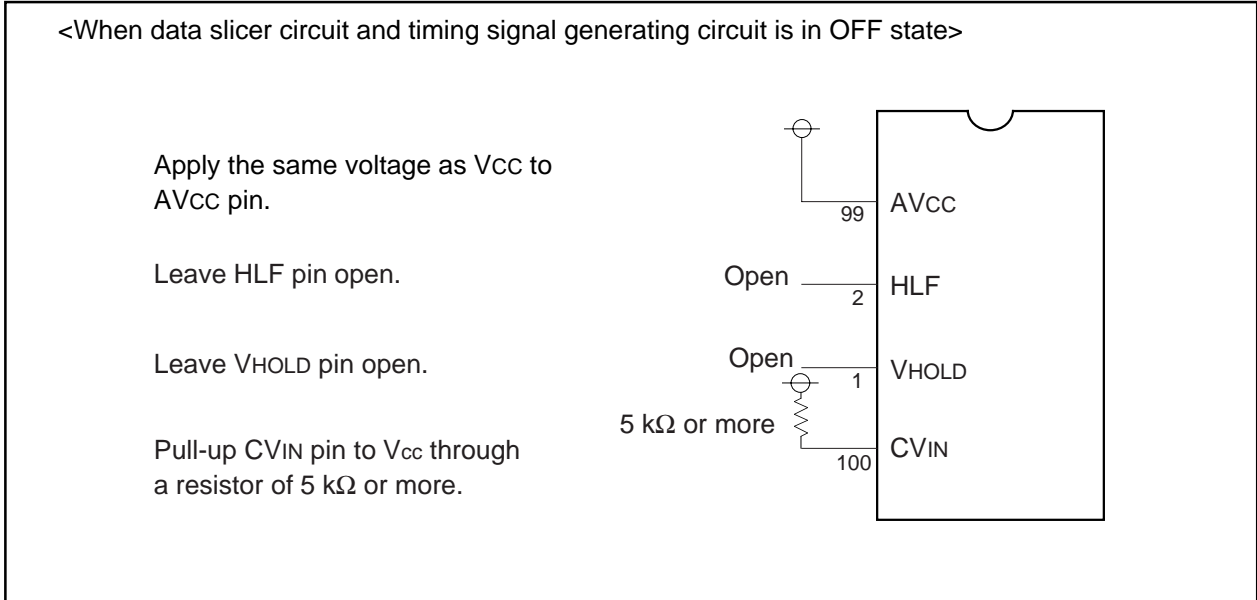 <When data slicer circuit and timing signal generating circuit is in OFF state>
Apply the same voltage as VCC to
AVCC pin.
99 AVCC
Leave HLF pin open.
Open 2 HLF
Leave VHOLD pin open.
Open 1 VHOLD
5 kΩ or more
Pull-up CVIN pin to Vcc through
a resistor of 5 kΩ or more.
100 CVIN